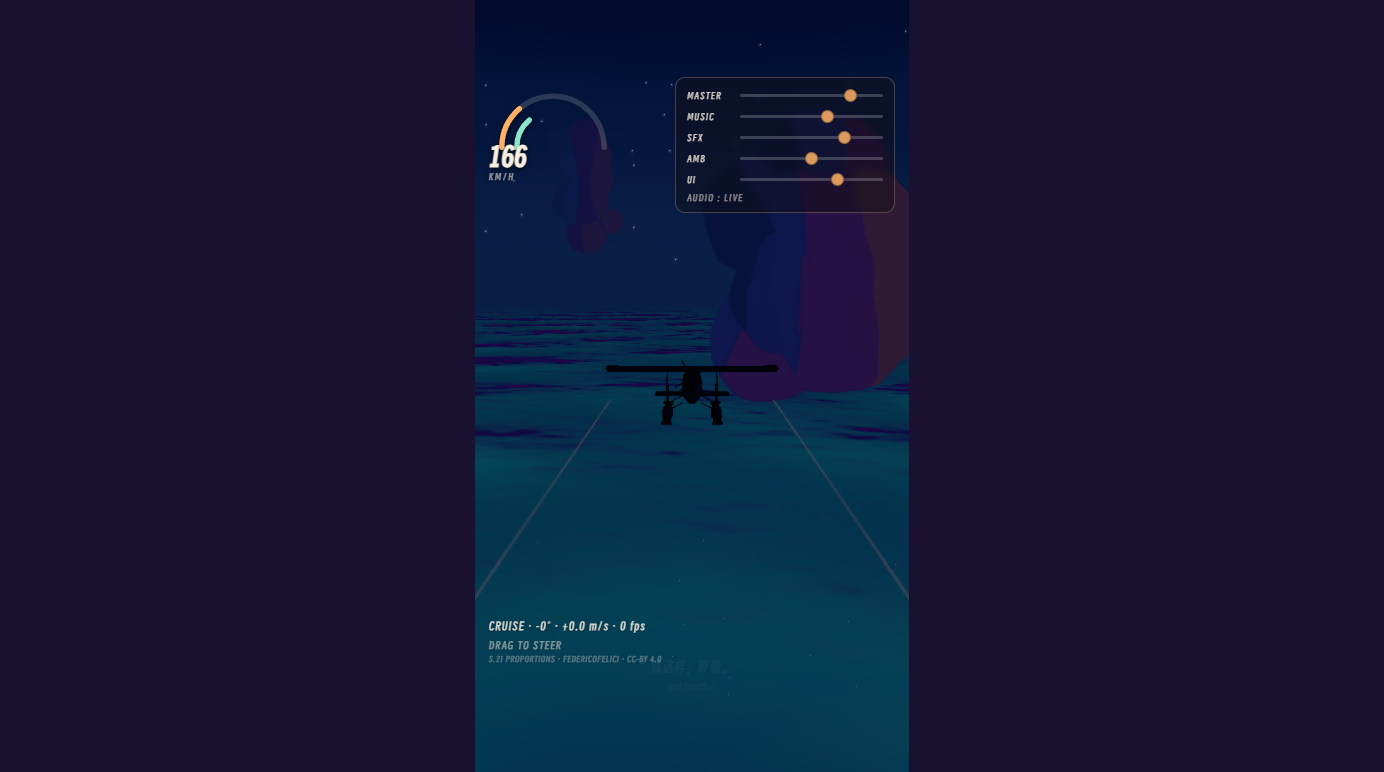 166
KM/H
MASTER
MUSIC
SFX
AMB
UI
AUDIO : LIVE
CRUISE · -0° · +0.0 m/s · 0 fps
DRAG TO STEER
S.21 PROPORTIONS · FEDERICOFELICI · CC-BY 4.0